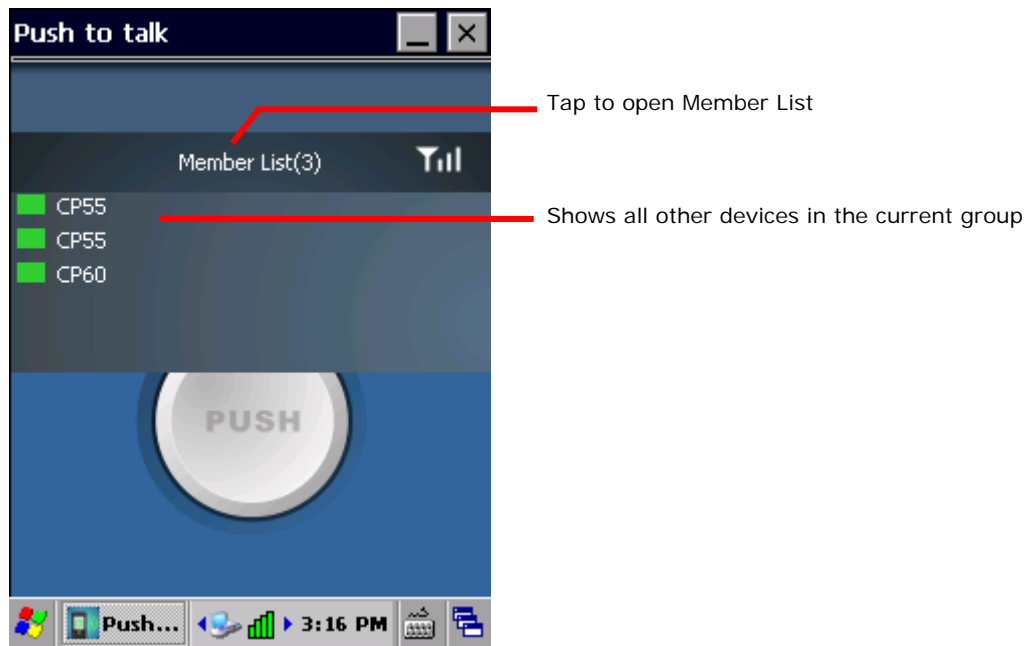 Push to talk
Tap to open Member List
Member List(3)
CP55
Shows all other devices in the current group
CP55
CP60
PUSH
Push...
3:16 PM